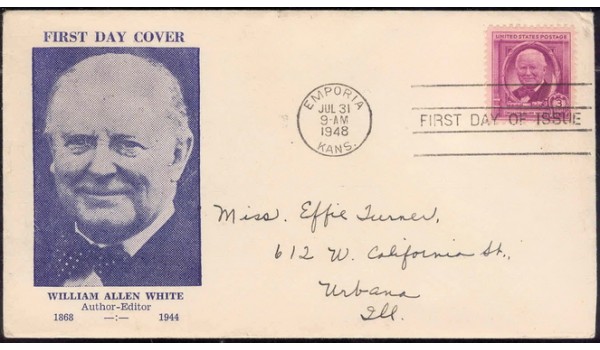 FIRST DAY COVER
UNITED STATES POSTAGE
3
EMPORIA
JUL 31
9-AM
1948
KANS.
FIRST DAY OF ISSUE
Miss. Effie Turner,
612 W. California St.,
Urbana
Ill.
WILLIAM ALLEN WHITE
Author-Editor
1868 —:— 1944